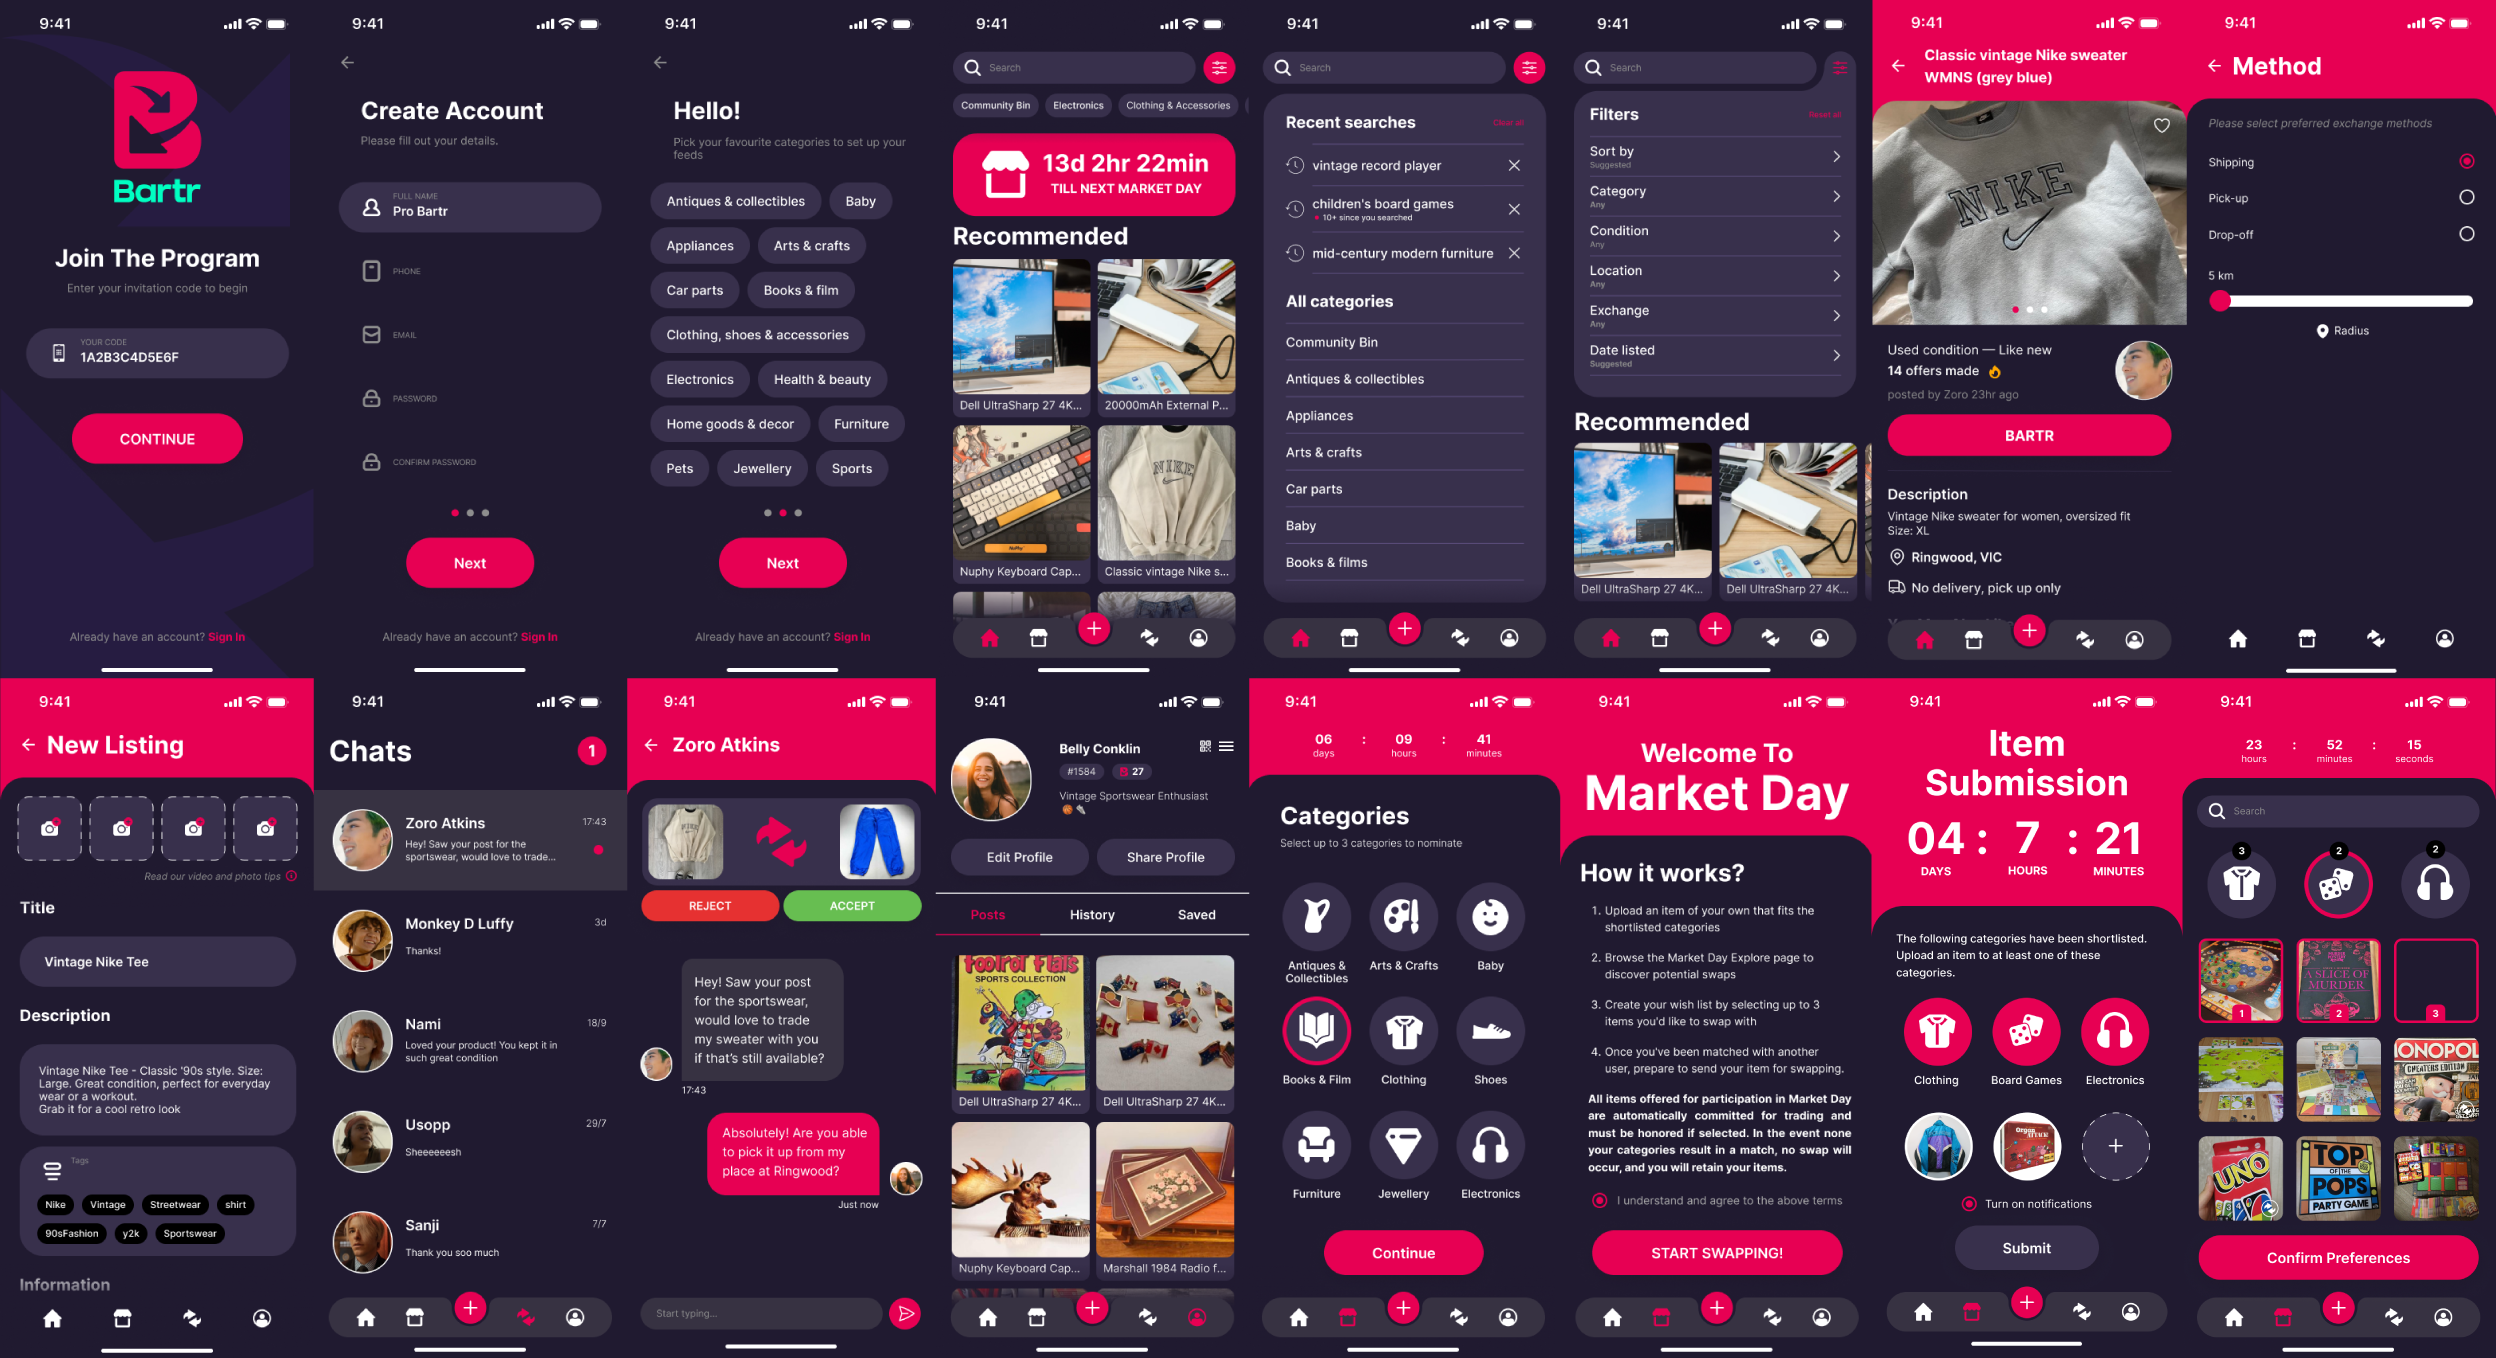 9:41
Bartr
Join The Program
Enter your invitation code to begin
YOUR CODE
1A2B3C4D5E6F
CONTINUE
Already have an account? Sign In
9:41
Create Account
Please fill out your details.
FULL NAME
Pro Bartr
PHONE
EMAIL
PASSWORD
CONFIRM PASSWORD
Next
Already have an account? Sign In
9:41
Hello!
Pick your favourite categories to set up your
feeds
Antiques & collectibles
Baby
Appliances
Arts & crafts
Car parts
Books & film
Clothing, shoes & accessories
Electronics
Health & beauty
Home goods & decor
Furniture
Pets
Jewellery
Sports
Next
Already have an account? Sign In
9:41
Search
Community Bin
Electronics
Clothing & Accessories
13d 2hr 22min
TILL NEXT MARKET DAY
Recommended
Dell UltraSharp 27 4K...
20000mAh External P...
NuPhy
NIKE
Nuphy Keyboard Cap...
Classic vintage Nike s...
9:41
Search
Recent searches
Clear all
vintage record player
children's board games
10+ since you searched
mid-century modern furniture
All categories
Community Bin
Antiques & collectibles
Appliances
Arts & crafts
Car parts
Baby
Books & films
9:41
Search
Filters
Reset all
Sort by
Suggested
Category
Any
Condition
Any
Location
Any
Exchange
Any
Date listed
Suggested
Recommended
Dell UltraSharp 27 4K...
Dell UltraSharp 27 4K...
9:41
Classic vintage Nike sweater
WMNS (grey blue)
NIKE
Used condition — Like new
14 offers made
posted by Zoro 23hr ago
BARTR
Description
Vintage Nike sweater for women, oversized fit
Size: XL
Ringwood, VIC
No delivery, pick up only
9:41
Method
Please select preferred exchange methods
Shipping
Pick-up
Drop-off
5 km
Radius
9:41
New Listing
Read our video and photo tips
Title
Vintage Nike Tee
Description
Vintage Nike Tee - Classic '90s style. Size:
Large. Great condition, perfect for everyday
wear or a workout.
Grab it for a cool retro look
Tags
Nike
Vintage
Streetwear
shirt
90sFashion
y2k
Sportswear
Information
9:41
Chats
1
Zoro Atkins
17:43
Hey! Saw your post for the
sportswear, would love to trade...
Monkey D Luffy
3d
Thanks!
Nami
18/9
Loved your product! You kept it in
such great condition
Usopp
29/7
Sheeeeeesh
Sanji
7/7
Thank you soo much
9:41
Zoro Atkins
NIKE
REJECT
ACCEPT
Hey! Saw your post
for the sportswear,
would love to trade
my sweater with you
if that's still available?
17:43
Absolutely! Are you able
to pick it up from my
place at Ringwood?
Just now
Start typing...
9:41
Belly Conklin
#1584
27
Vintage Sportswear Enthusiast
Edit Profile
Share Profile
Posts
History
Saved
SPORTS COLLECTION
Dell UltraSharp 27 4K...
Dell UltraSharp 27 4K...
Nuphy Keyboard Cap...
Marshall 1984 Radio f...
9:41
06 : 09 : 41
days hours minutes
Categories
Select up to 3 categories to nominate
Antiques &
Collectibles
Arts & Crafts
Baby
Books & Film
Clothing
Shoes
Furniture
Jewellery
Electronics
Continue
9:41
Welcome To
Market Day
How it works?
1. Upload an item of your own that fits the
shortlisted categories
2. Browse the Market Day Explore page to
discover potential swaps
3. Create your wish list by selecting up to 3
items you'd like to swap with
4. Once you've been matched with another
user, prepare to send your item for swapping.
All items offered for participation in Market Day
are automatically committed for trading and
must be honored if selected. In the event none
your categories result in a match, no swap will
occur, and you will retain your items.
I understand and agree to the above terms
START SWAPPING!
9:41
Item
Submission
04 : 7 : 21
DAYS HOURS MINUTES
The following categories have been shortlisted.
Upload an item to at least one of these
categories.
Clothing
Board Games
Electronics
Turn on notifications
Submit
9:41
23 : 52 : 15
hours minutes seconds
Search
3
2
2
A SLICE OF
MURDER
1
2
3
CHEATERS EDITION
UNO
TOP
OF THE
POPS
PARTY GAME
Confirm Preferences